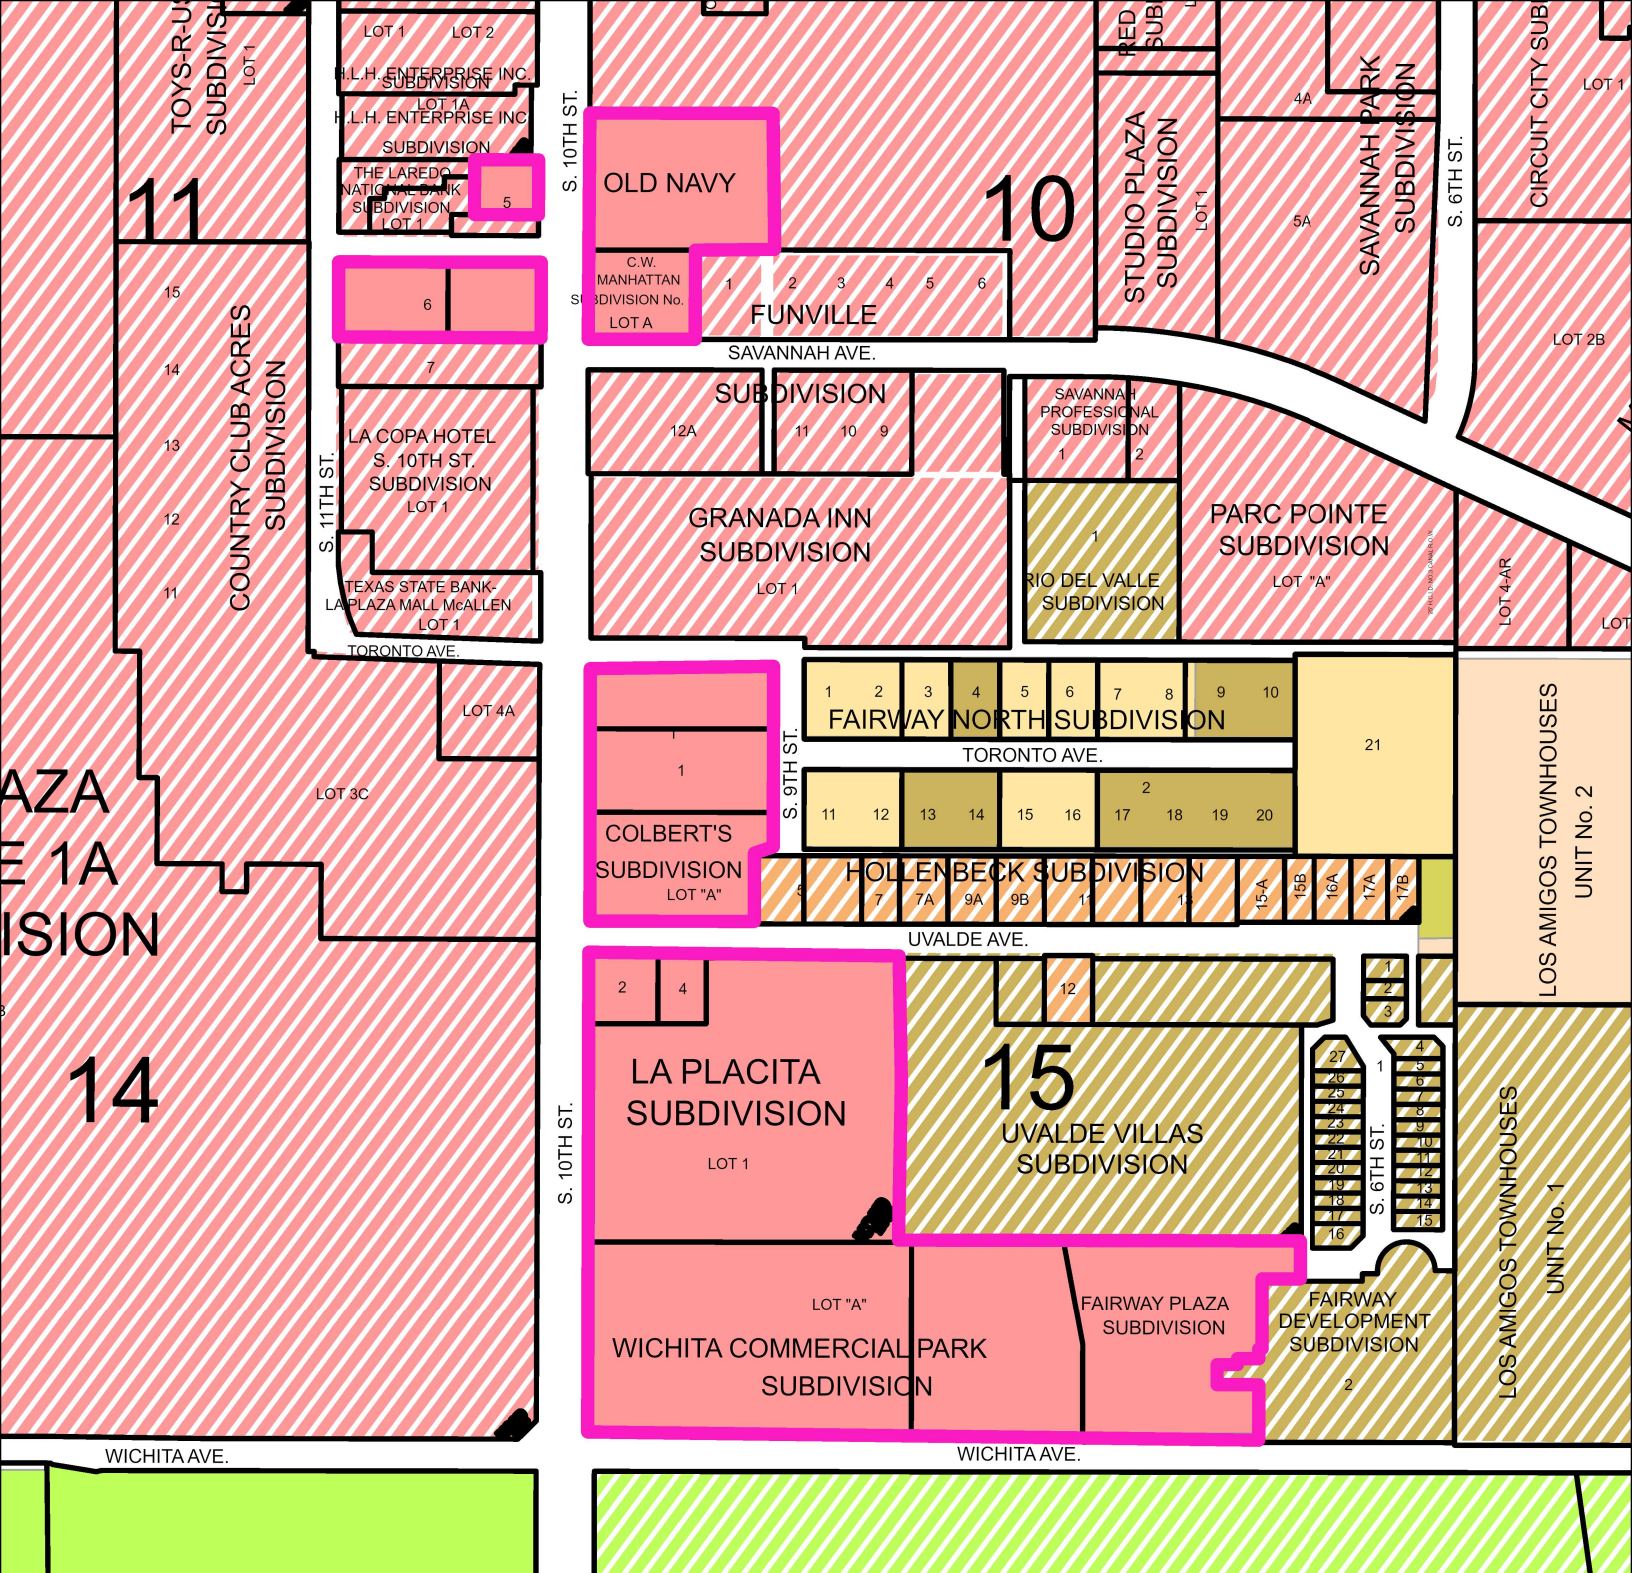 TOYS-R-US
SUBDIVISI
LOT 1
LOT 1
LOT 2
H.L.H. ENTERPRISE INC.
SUBDIVISION
LOT 1A
H.L.H. ENTERPRISE INC
SUBDIVISION
THE LAREDO
NATIONAL BANK
SUBDIVISION
LOT 1
5
S. 10TH ST.
OLD NAVY
C.W.
MANHATTAN
SUBDIVISION No.
LOT A
10
RED
SUB
STUDIO PLAZA
SUBDIVISION
LOT 1
4A
5A
SAVANNAH PARK
SUBDIVISION
S. 6TH ST.
CIRCUIT CITY SUB
LOT 1
LOT 2B
11
15
14
13
12
11
COUNTRY CLUB ACRES
SUBDIVISION
S. 11TH ST.
6
7
1
2
3
4
5
6
FUNVILLE
SAVANNAH AVE.
SUBDIVISION
12A
11
10
9
SAVANNAH
PROFESSIONAL
SUBDIVISION
1
2
LA COPA HOTEL
S. 10TH ST.
SUBDIVISION
LOT 1
TEXAS STATE BANK-
LA PLAZA MALL McALLEN
LOT 1
TORONTO AVE.
GRANADA INN
SUBDIVISION
LOT 1
1
RIO DEL VALLE
SUBDIVISION
PARC POINTE
SUBDIVISION
LOT "A"
LOT 4-AR
LOT
LOT 4A
LOT 3C
AZA
E 1A
ISION
14
1
COLBERT'S
SUBDIVISION
LOT "A"
S. 9TH ST.
1
2
3
4
5
6
7
8
9
10
FAIRWAY NORTH SUBDIVISION
TORONTO AVE.
21
2
11
12
13
14
15
16
17
18
19
20
HOLLENBECK SUBDIVISION
5
7
7A
9A
9B
11
13
15-A
15B
16A
17A
17B
UVALDE AVE.
LOS AMIGOS TOWNHOUSES
UNIT No. 2
2
4
LA PLACITA
SUBDIVISION
LOT 1
S. 10TH ST.
12
15
UVALDE VILLAS
SUBDIVISION
1
2
3
27
26
25
24
23
22
21
20
19
18
17
16
1
S. 6TH ST.
4
5
6
7
8
9
10
11
12
13
14
15
LOS AMIGOS TOWNHOUSES
UNIT No. 1
LOT "A"
WICHITA COMMERCIAL PARK
SUBDIVISION
FAIRWAY PLAZA
SUBDIVISION
FAIRWAY
DEVELOPMENT
SUBDIVISION
2
WICHITA AVE.
WICHITA AVE.